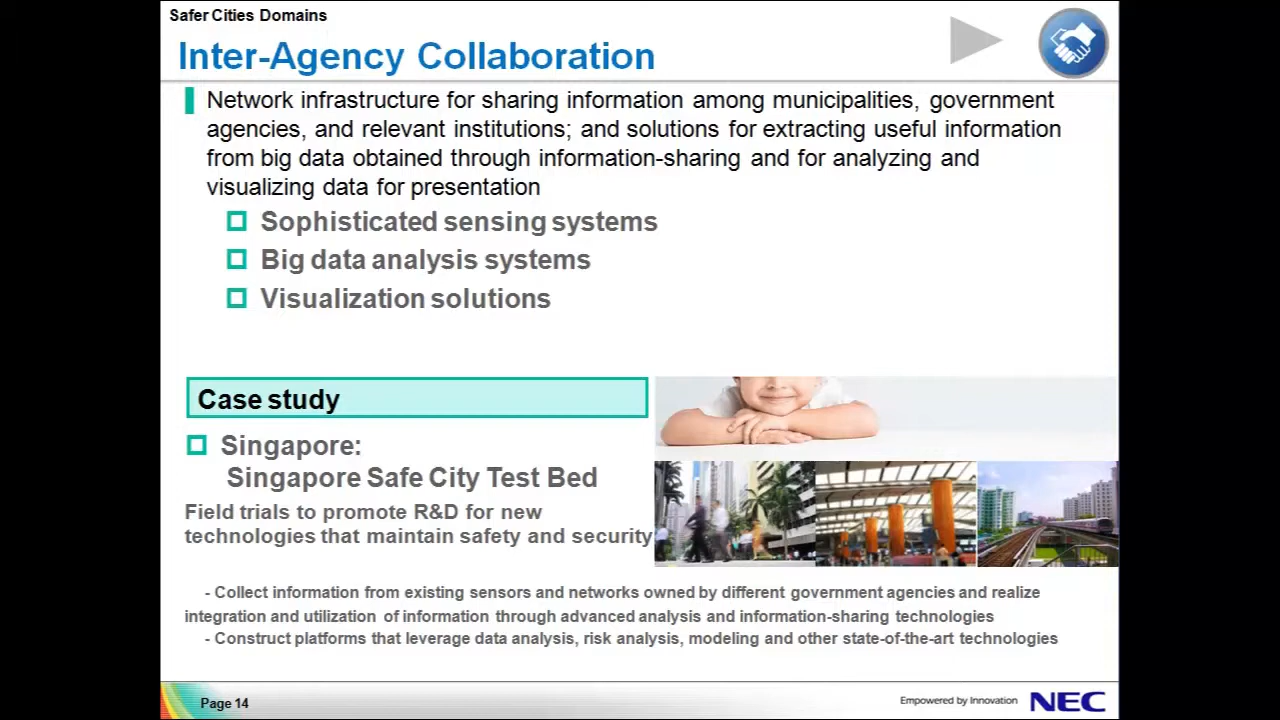 Safer Cities Domains
Inter-Agency Collaboration
Network infrastructure for sharing information among municipalities, government
agencies, and relevant institutions; and solutions for extracting useful information
from big data obtained through information-sharing and for analyzing and
visualizing data for presentation
Sophisticated sensing systems
Big data analysis systems
Visualization solutions
Case study
Singapore:
Singapore Safe City Test Bed
Field trials to promote R&D for new
technologies that maintain safety and security
- Collect information from existing sensors and networks owned by different government agencies and realize
integration and utilization of information through advanced analysis and information-sharing technologies
- Construct platforms that leverage data analysis, risk analysis, modeling and other state-of-the-art technologies
Page 14
Empowered by Innovation NEC